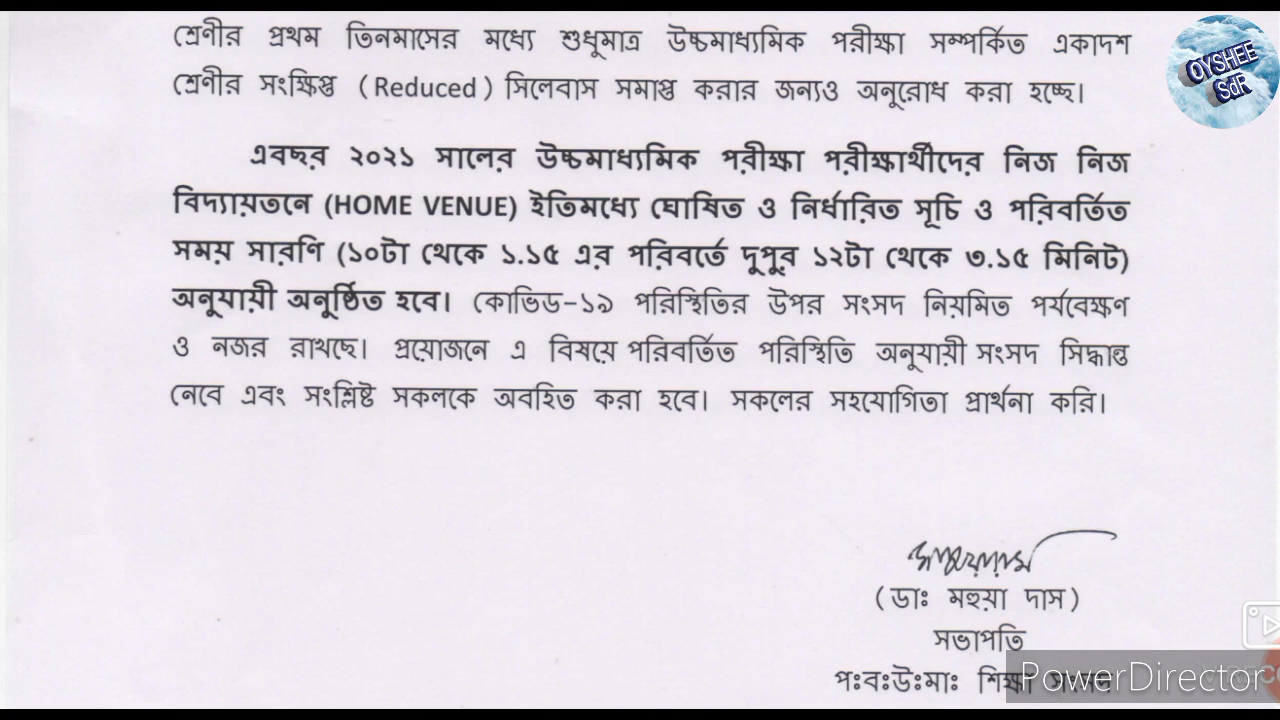 শ্রেণীর প্রথম তিনমাসের মধ্যে শুধুমাত্র উচ্চমাধ্যমিক পরীক্ষা সম্পর্কিত একাদশ
শ্রেণীর সংক্ষিপ্ত (Reduced) সিলেবাস সমাপ্ত করার জন্যও অনুরোধ করা হচ্ছে।
এবছর ২০২১ সালের উচ্চমাধ্যমিক পরীক্ষা পরীক্ষার্থীদের নিজ নিজ
বিদ্যায়তনে (HOME VENUE) ইতিমধ্যে ঘোষিত ও নির্ধারিত সূচি ও পরিবর্তিত
সময় সারণি (১০টা থেকে ১.১৫ এর পরিবর্তে দুপুর ১২টা থেকে ৩.১৫ মিনিট)
অনুযায়ী অনুষ্ঠিত হবে। কোভিড-১৯ পরিস্থিতির উপর সংসদ নিয়মিত পর্যবেক্ষণ
ও নজর রাখছে। প্রয়োজনে এ বিষয়ে পরিবর্তিত পরিস্থিতি অনুযায়ী সংসদ সিদ্ধান্ত
নেবে এবং সংশ্লিষ্ট সকলকে অবহিত করা হবে। সকলের সহযোগিতা প্রার্থনা করি।
(ডাঃ মহুয়া দাস)
সভাপতি
পঃবঃউঃমাঃ শিক্ষা সংসদ
OYSHEE
SdR
PowerDirector